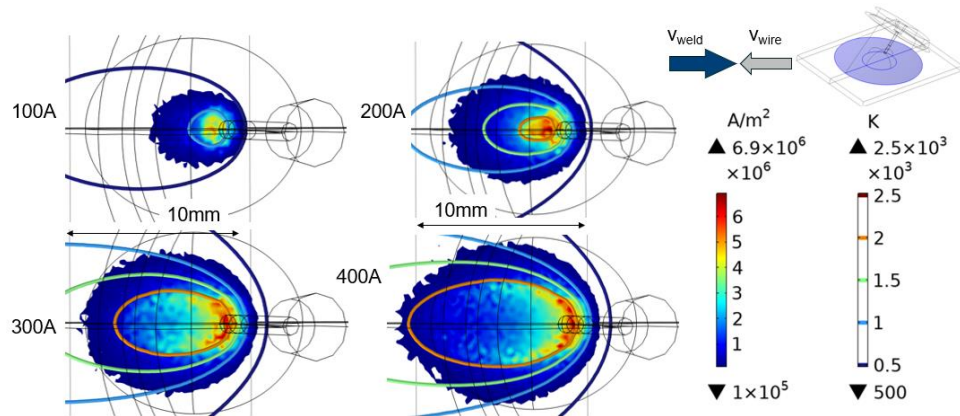 v_weld v_wire
100A
200A
A/m²
K
▲ 6.9×10⁶
▲ 2.5×10³
×10⁶
×10³
6
5
4
3
2
1
2.5
2
1.5
1
0.5
▼ 1×10⁵
▼ 500
10mm
10mm
300A
400A